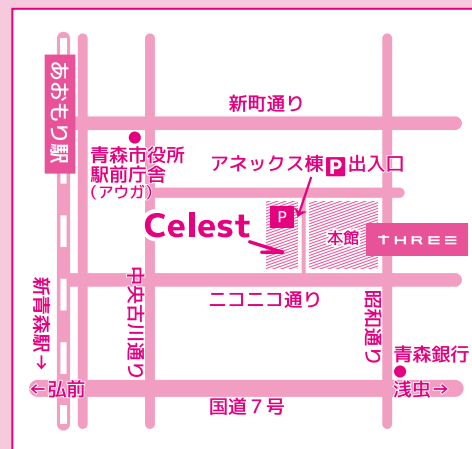 あおもり駅
新町通り
青森市役所
駅前庁舎
(アウガ)
アネックス棟P出入口
P
Celest
本館
THREE
ニコニコ通り
新青森駅→
中央古川通り
昭和通り
青森銀行
←弘前
浅虫→
国道7号